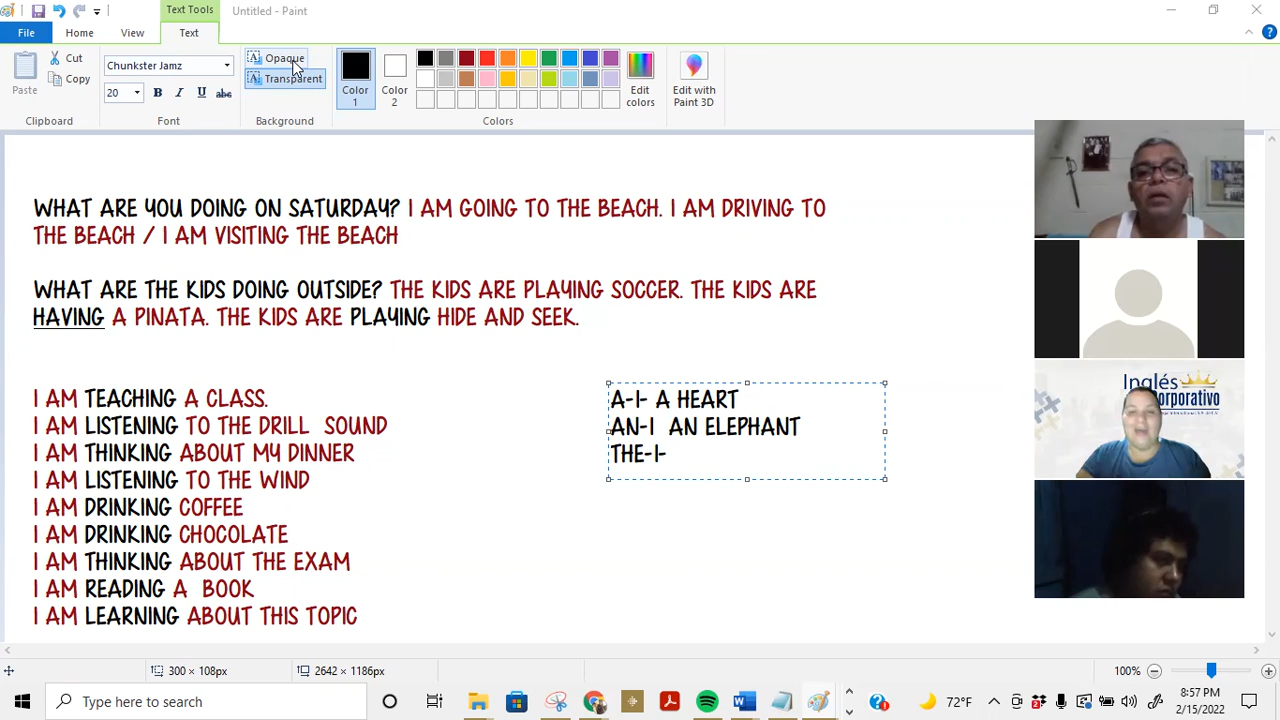 Text Tools
Untitled - Paint
File
Home
View
Text
Paste
Cut
Copy
Clipboard
Chunkster Jamz
20
B I U abc
Font
Opaque
Transparent
Background
Color 1
Color 2
Edit colors
Colors
Edit with Paint 3D
WHAT ARE YOU DOING ON SATURDAY? I AM GOING TO THE BEACH. I AM DRIVING TO
THE BEACH / I AM VISITING THE BEACH
WHAT ARE THE KIDS DOING OUTSIDE? THE KIDS ARE PLAYING SOCCER. THE KIDS ARE
HAVING A PINATA. THE KIDS ARE PLAYING HIDE AND SEEK.
I AM TEACHING A CLASS.
I AM LISTENING TO THE DRILL SOUND
I AM THINKING ABOUT MY DINNER
I AM LISTENING TO THE WIND
I AM DRINKING COFFEE
I AM DRINKING CHOCOLATE
I AM THINKING ABOUT THE EXAM
I AM READING A BOOK
I AM LEARNING ABOUT THIS TOPIC
A-I- A HEART
AN-I AN ELEPHANT
THE-I-
Inglés
orporativo
300 × 108px
2642 × 1186px
100%
Type here to search
72°F
8:57 PM
2/15/2022